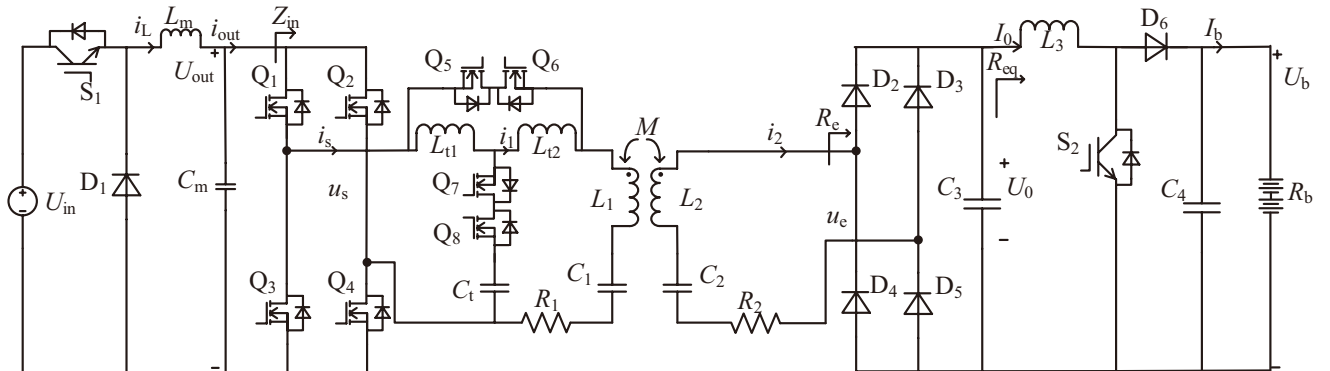 S1
iL
Lm
iout
Zin
Uout
Q1
Q2
Q5
Q6
Lt1
i1
Lt2
is
us
Uin
D1
Cm
Q3
Q4
Q7
Q8
Ct
R1
C1
L1
M
L2
C2
R2
i2
Re
ue
D2
D3
D4
D5
C3
U0
I0
Req
L3
S2
D6
C4
Ib
Ub
Rb